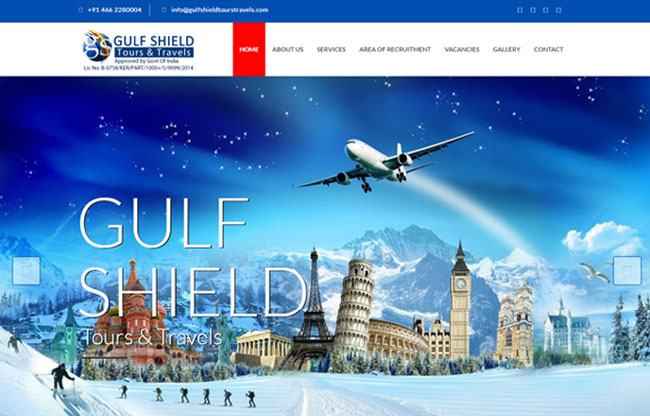 +91 466 2280004 info@gulfshieldtourstravels.com
GULF SHIELD
Tours & Travels
Approved by Govt Of India
Lic No B-0758/KER/PART/1000+/5/9099/2014
HOME ABOUT US SERVICES AREA OF RECRUITMENT VACANCIES GALLERY CONTACT
GULF
SHIELD
Tours & Travels